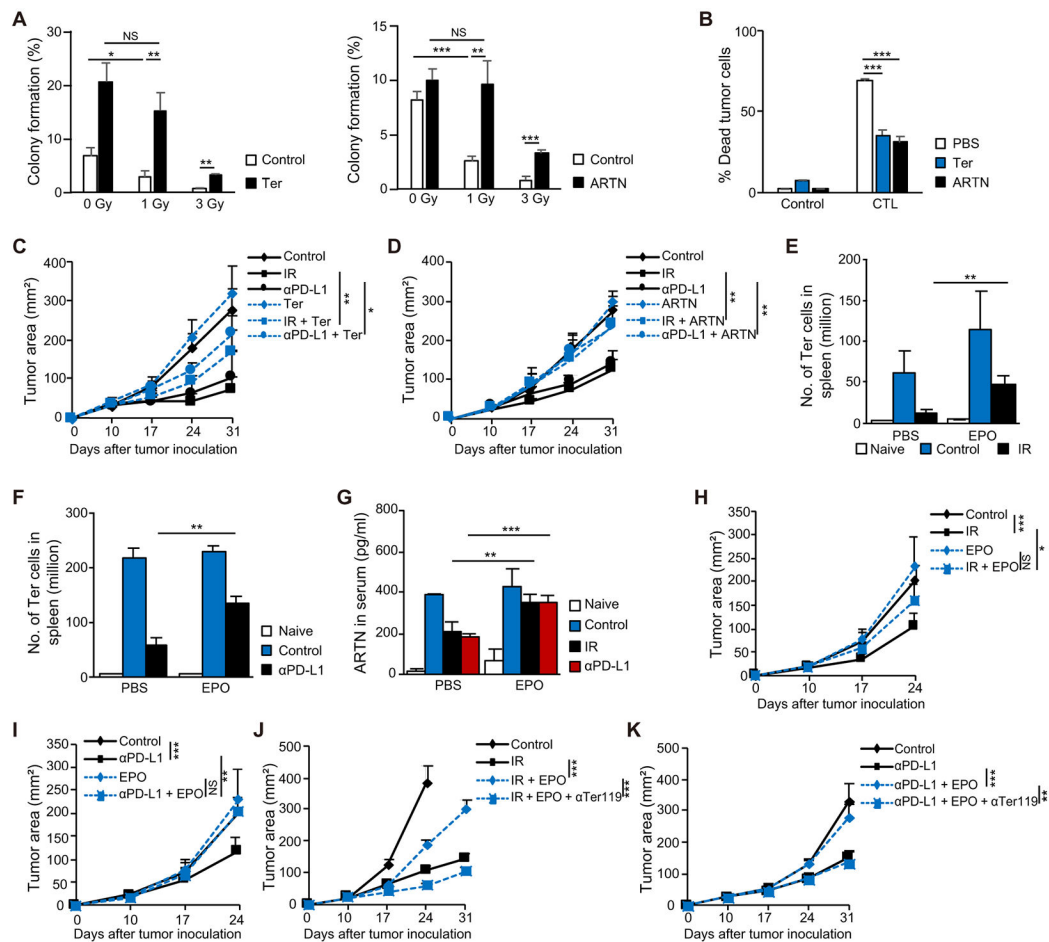 A
Colony formation (%)
30
20
10
0
NS
*
**
**
Control
Ter
0 Gy
1 Gy
3 Gy
Colony formation (%)
15
10
5
0
NS
***
**
***
Control
ARTN
0 Gy
1 Gy
3 Gy
B
% Dead tumor cells
100
50
0
***
***
PBS
Ter
ARTN
Control
CTL
C
Tumor area (mm²)
400
300
200
100
0
Control
IR
αPD-L1
Ter
IR + Ter
αPD-L1 + Ter
**
*
0
10
17
24
31
Days after tumor inoculation
D
Tumor area (mm²)
400
300
200
100
0
Control
IR
αPD-L1
ARTN
IR + ARTN
αPD-L1 + ARTN
**
**
0
10
17
24
31
Days after tumor inoculation
E
No. of Ter cells in
spleen (million)
200
150
100
50
0
**
PBS
EPO
Naive
Control
IR
F
No. of Ter cells in
spleen (million)
300
200
100
0
**
Naive
Control
αPD-L1
PBS
EPO
G
ARTN in serum (pg/ml)
800
600
400
200
0
***
**
Naive
Control
IR
αPD-L1
PBS
EPO
H
Tumor area (mm²)
350
300
250
200
150
100
50
0
Control
IR
EPO
IR + EPO
***
NS
*
0
10
17
24
Days after tumor inoculation
I
Tumor area (mm²)
350
300
250
200
150
100
50
0
Control
αPD-L1
EPO
αPD-L1 + EPO
***
NS
**
0
10
17
24
Days after tumor inoculation
J
Tumor area (mm²)
500
400
300
200
100
0
Control
IR
IR + EPO
IR + EPO + αTer119
***
***
0
10
17
24
31
Days after tumor inoculation
K
Tumor area (mm²)
500
400
300
200
100
0
Control
αPD-L1
αPD-L1 + EPO
αPD-L1 + EPO + αTer119
***
**
0
10
17
24
31
Days after tumor inoculation